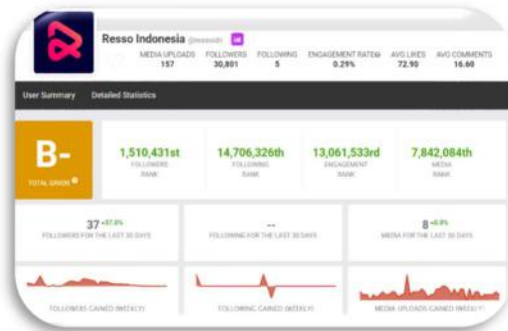 Resso Indonesia @ressoidn
MEDIA UPLOADS FOLLOWERS FOLLOWING ENGAGEMENT RATE AVG LIKES AVG COMMENTS
157 30,801 5 0.29% 72.90 16.60
User Summary Detailed Statistics
B-
TOTAL GRADE
1,510,431st
FOLLOWERS
RANK
14,706,326th
FOLLOWING
RANK
13,061,533rd
ENGAGEMENT
RANK
7,842,084th
MEDIA
RANK
37
FOLLOWERS FOR THE LAST 30 DAYS
--
FOLLOWING FOR THE LAST 30 DAYS
8
MEDIA FOR THE LAST 30 DAYS
FOLLOWERS GAINED (WEEKLY)
FOLLOWING GAINED (WEEKLY)
MEDIA UPLOADS GAINED (WEEKLY)